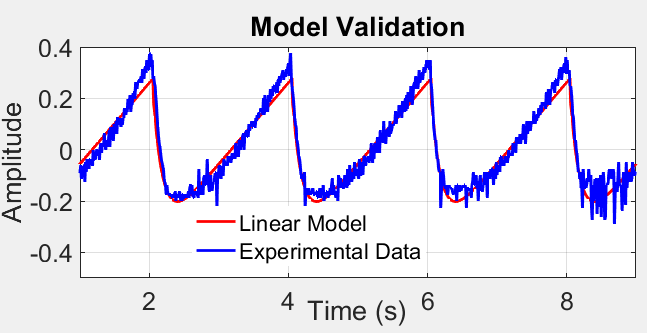 Model Validation
Amplitude
0.4
0.2
0
-0.2
-0.4
Linear Model
Experimental Data
2
4
6
8
Time (s)